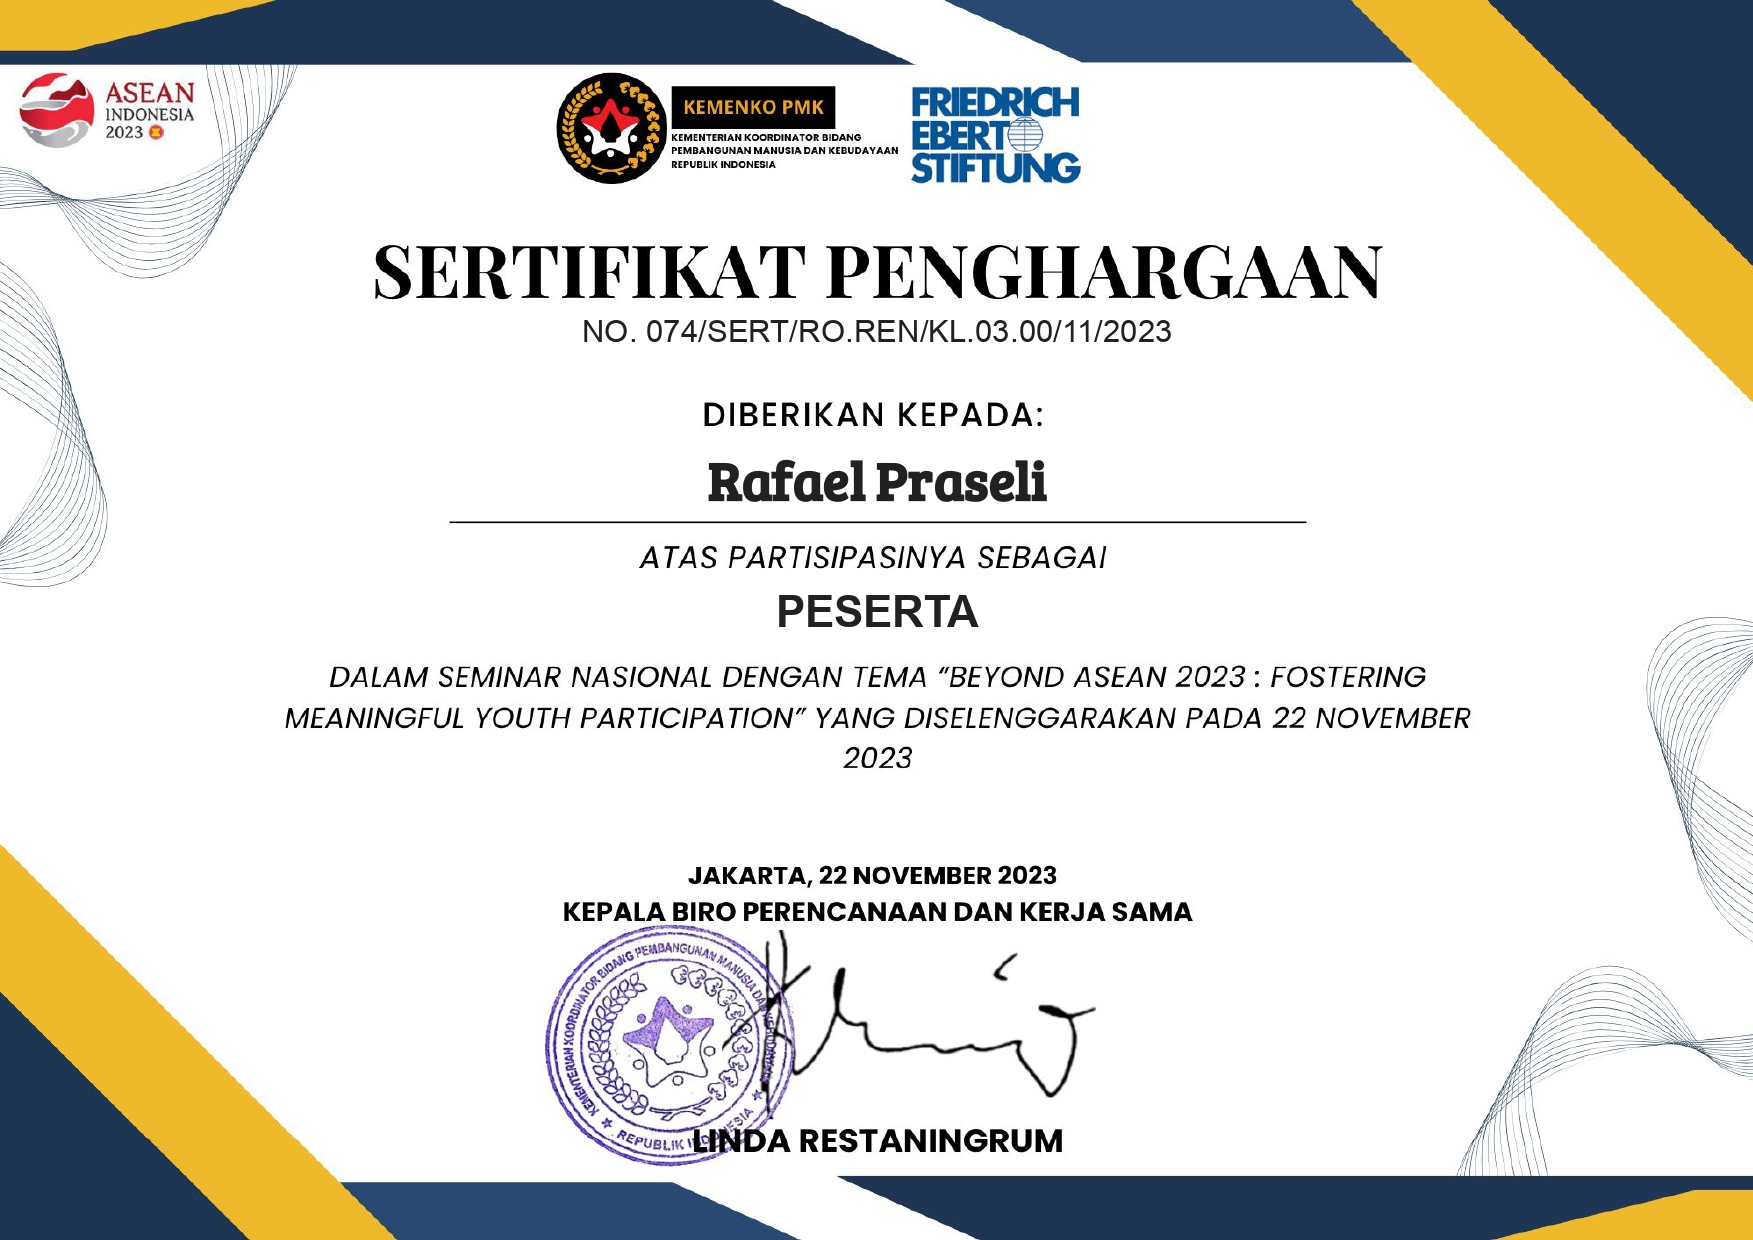 ASEAN
INDONESIA
2023
KEMENKO PMK
KEMENTERIAN KOORDINATOR BIDANG
PEMBANGUNAN MANUSIA DAN KEBUDAYAAN
REPUBLIK INDONESIA
FRIEDRICH
EBERT
STIFTUNG
SERTIFIKAT PENGHARGAAN
NO. 074/SERT/RO.REN/KL.03.00/11/2023
DIBERIKAN KEPADA:
Rafael Praseli
ATAS PARTISIPASINYA SEBAGAI
PESERTA
DALAM SEMINAR NASIONAL DENGAN TEMA “BEYOND ASEAN 2023 : FOSTERING
MEANINGFUL YOUTH PARTICIPATION” YANG DISELENGGARAKAN PADA 22 NOVEMBER
2023
JAKARTA, 22 NOVEMBER 2023
KEPALA BIRO PERENCANAAN DAN KERJA SAMA
KEMENTERIAN KOORDINATOR BIDANG PEMBANGUNAN MANUSIA DAN KEBUDAYAAN
REPUBLIK INDONESIA
LINDA RESTANINGRUM